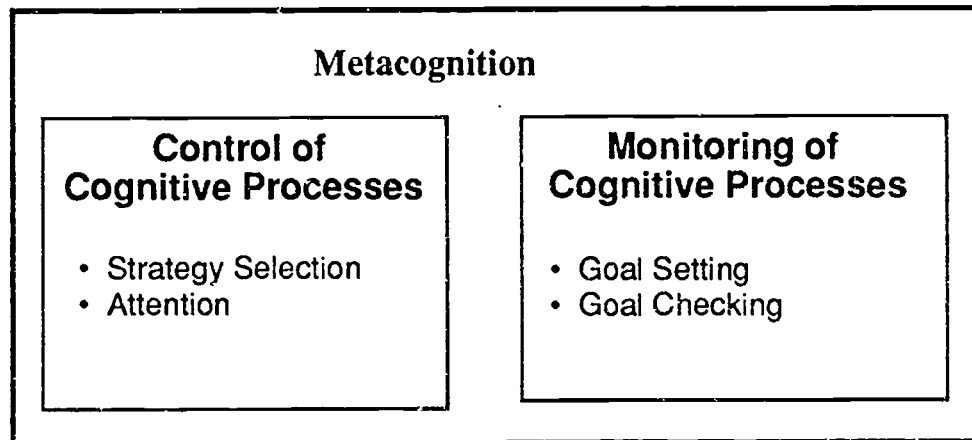 Metacognition
Control of
Cognitive Processes
• Strategy Selection
• Attention
Monitoring of
Cognitive Processes
• Goal Setting
• Goal Checking